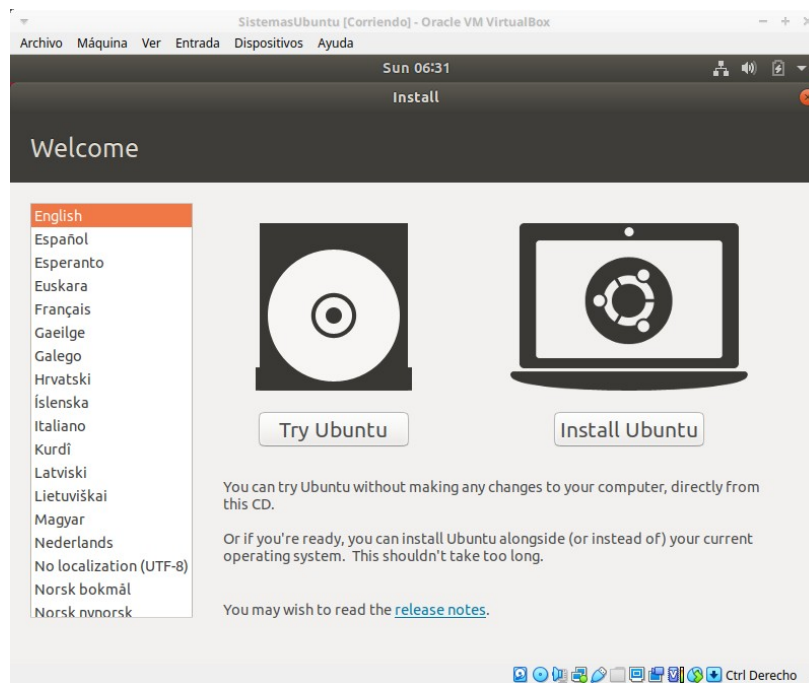 SistemasUbuntu [Corriendo] - Oracle VM VirtualBox
Archivo Máquina Ver Entrada Dispositivos Ayuda
Sun 06:31
Install
Welcome
English
Español
Esperanto
Euskara
Français
Gaeilge
Galego
Hrvatski
Íslenska
Italiano
Kurdî
Latviski
Lietuviškai
Magyar
Nederlands
No localization (UTF-8)
Norsk bokmål
Norsk nynorsk
Try Ubuntu
Install Ubuntu
You can try Ubuntu without making any changes to your computer, directly from
this CD.
Or if you're ready, you can install Ubuntu alongside (or instead of) your current
operating system. This shouldn't take too long.
You may wish to read the release notes.
Ctrl Derecho